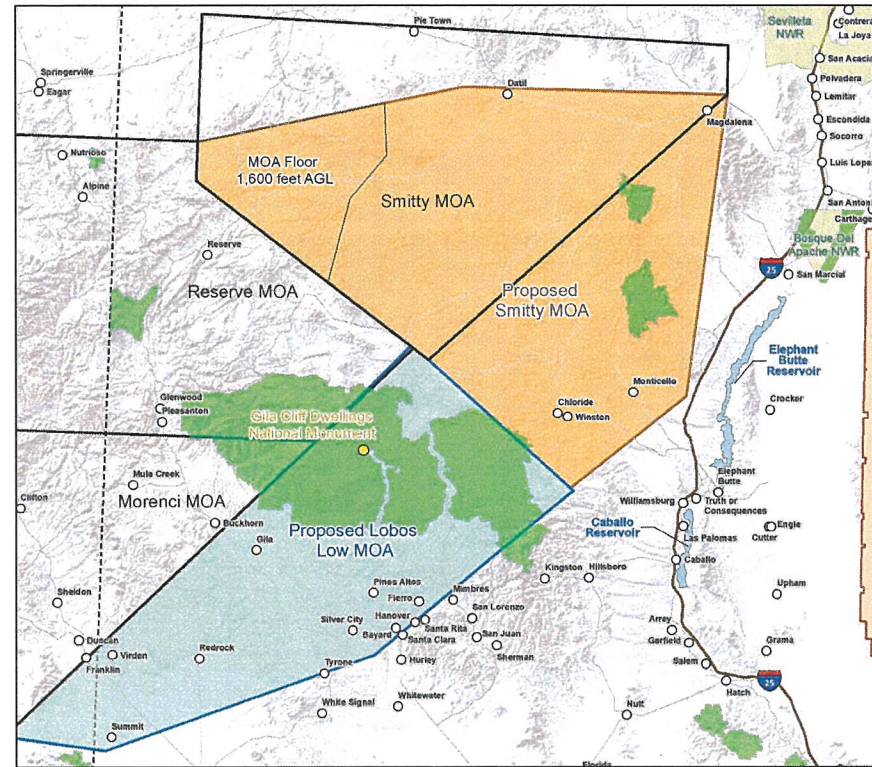 Pie Town
Sevilleta
NWR
Contrera
La Joya
San Acacia
Polvadera
Lemitar
Escondida
Socorro
Luis Lopez
San Antoni
Carthage
Bosque Del
Apache NWR
San Marcial
25
Springerville
Eagar
Datil
Magdalena
Nutrioso
Alpine
MOA Floor
1,600 feet AGL
Smitty MOA
Reserve
Reserve MOA
Proposed
Smitty MOA
Elephant
Butte
Reservoir
Monticello
Chloride
Winston
Crocker
Glenwood
Pleasanton
Gila Cliff Dwellings
National Monument
Mule Creek
Clifton
Morenci MOA
Buckhorn
Gila
Proposed Lobos
Low MOA
Elephant
Butte
Williamsburg
Truth or
Consequences
Engle
Cutter
Caballo
Reservoir
Las Palomas
Caballo
Kingston
Hillsboro
Upham
Sheldon
Pinos Altos
Fierro
Mimbres
Hanover
San Lorenzo
Silver City
Bayard
Santa Rita
Santa Clara
San Juan
Sherman
Arrey
Garfield
Grama
Duncan
Virden
Franklin
Redrock
Hurley
Tyrone
Salem
Hatch
25
White Signal
Whitewater
Nutt
Summit
Florida